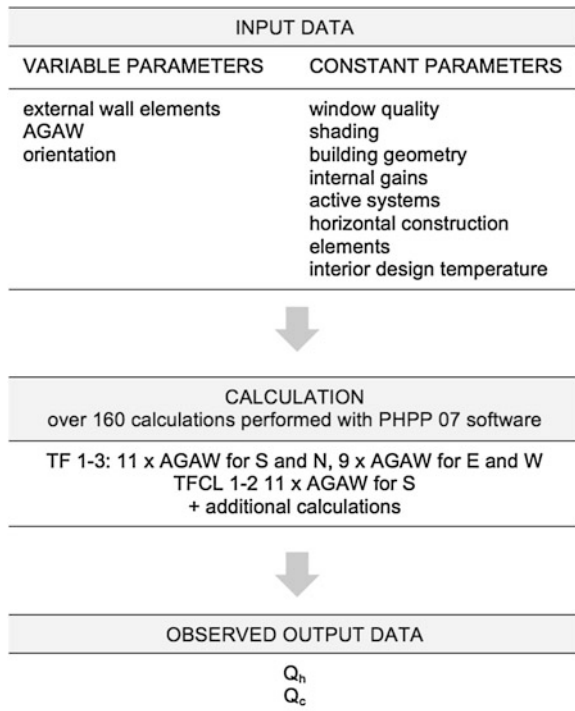 INPUT DATA
VARIABLE PARAMETERS
external wall elements
AGAW
orientation
CONSTANT PARAMETERS
window quality
shading
building geometry
internal gains
active systems
horizontal construction
elements
interior design temperature
CALCULATION
over 160 calculations performed with PHPP 07 software
TF 1-3: 11 x AGAW for S and N, 9 x AGAW for E and W
TFCL 1-2 11 x AGAW for S
+ additional calculations
OBSERVED OUTPUT DATA
Qₕ
Q꜀